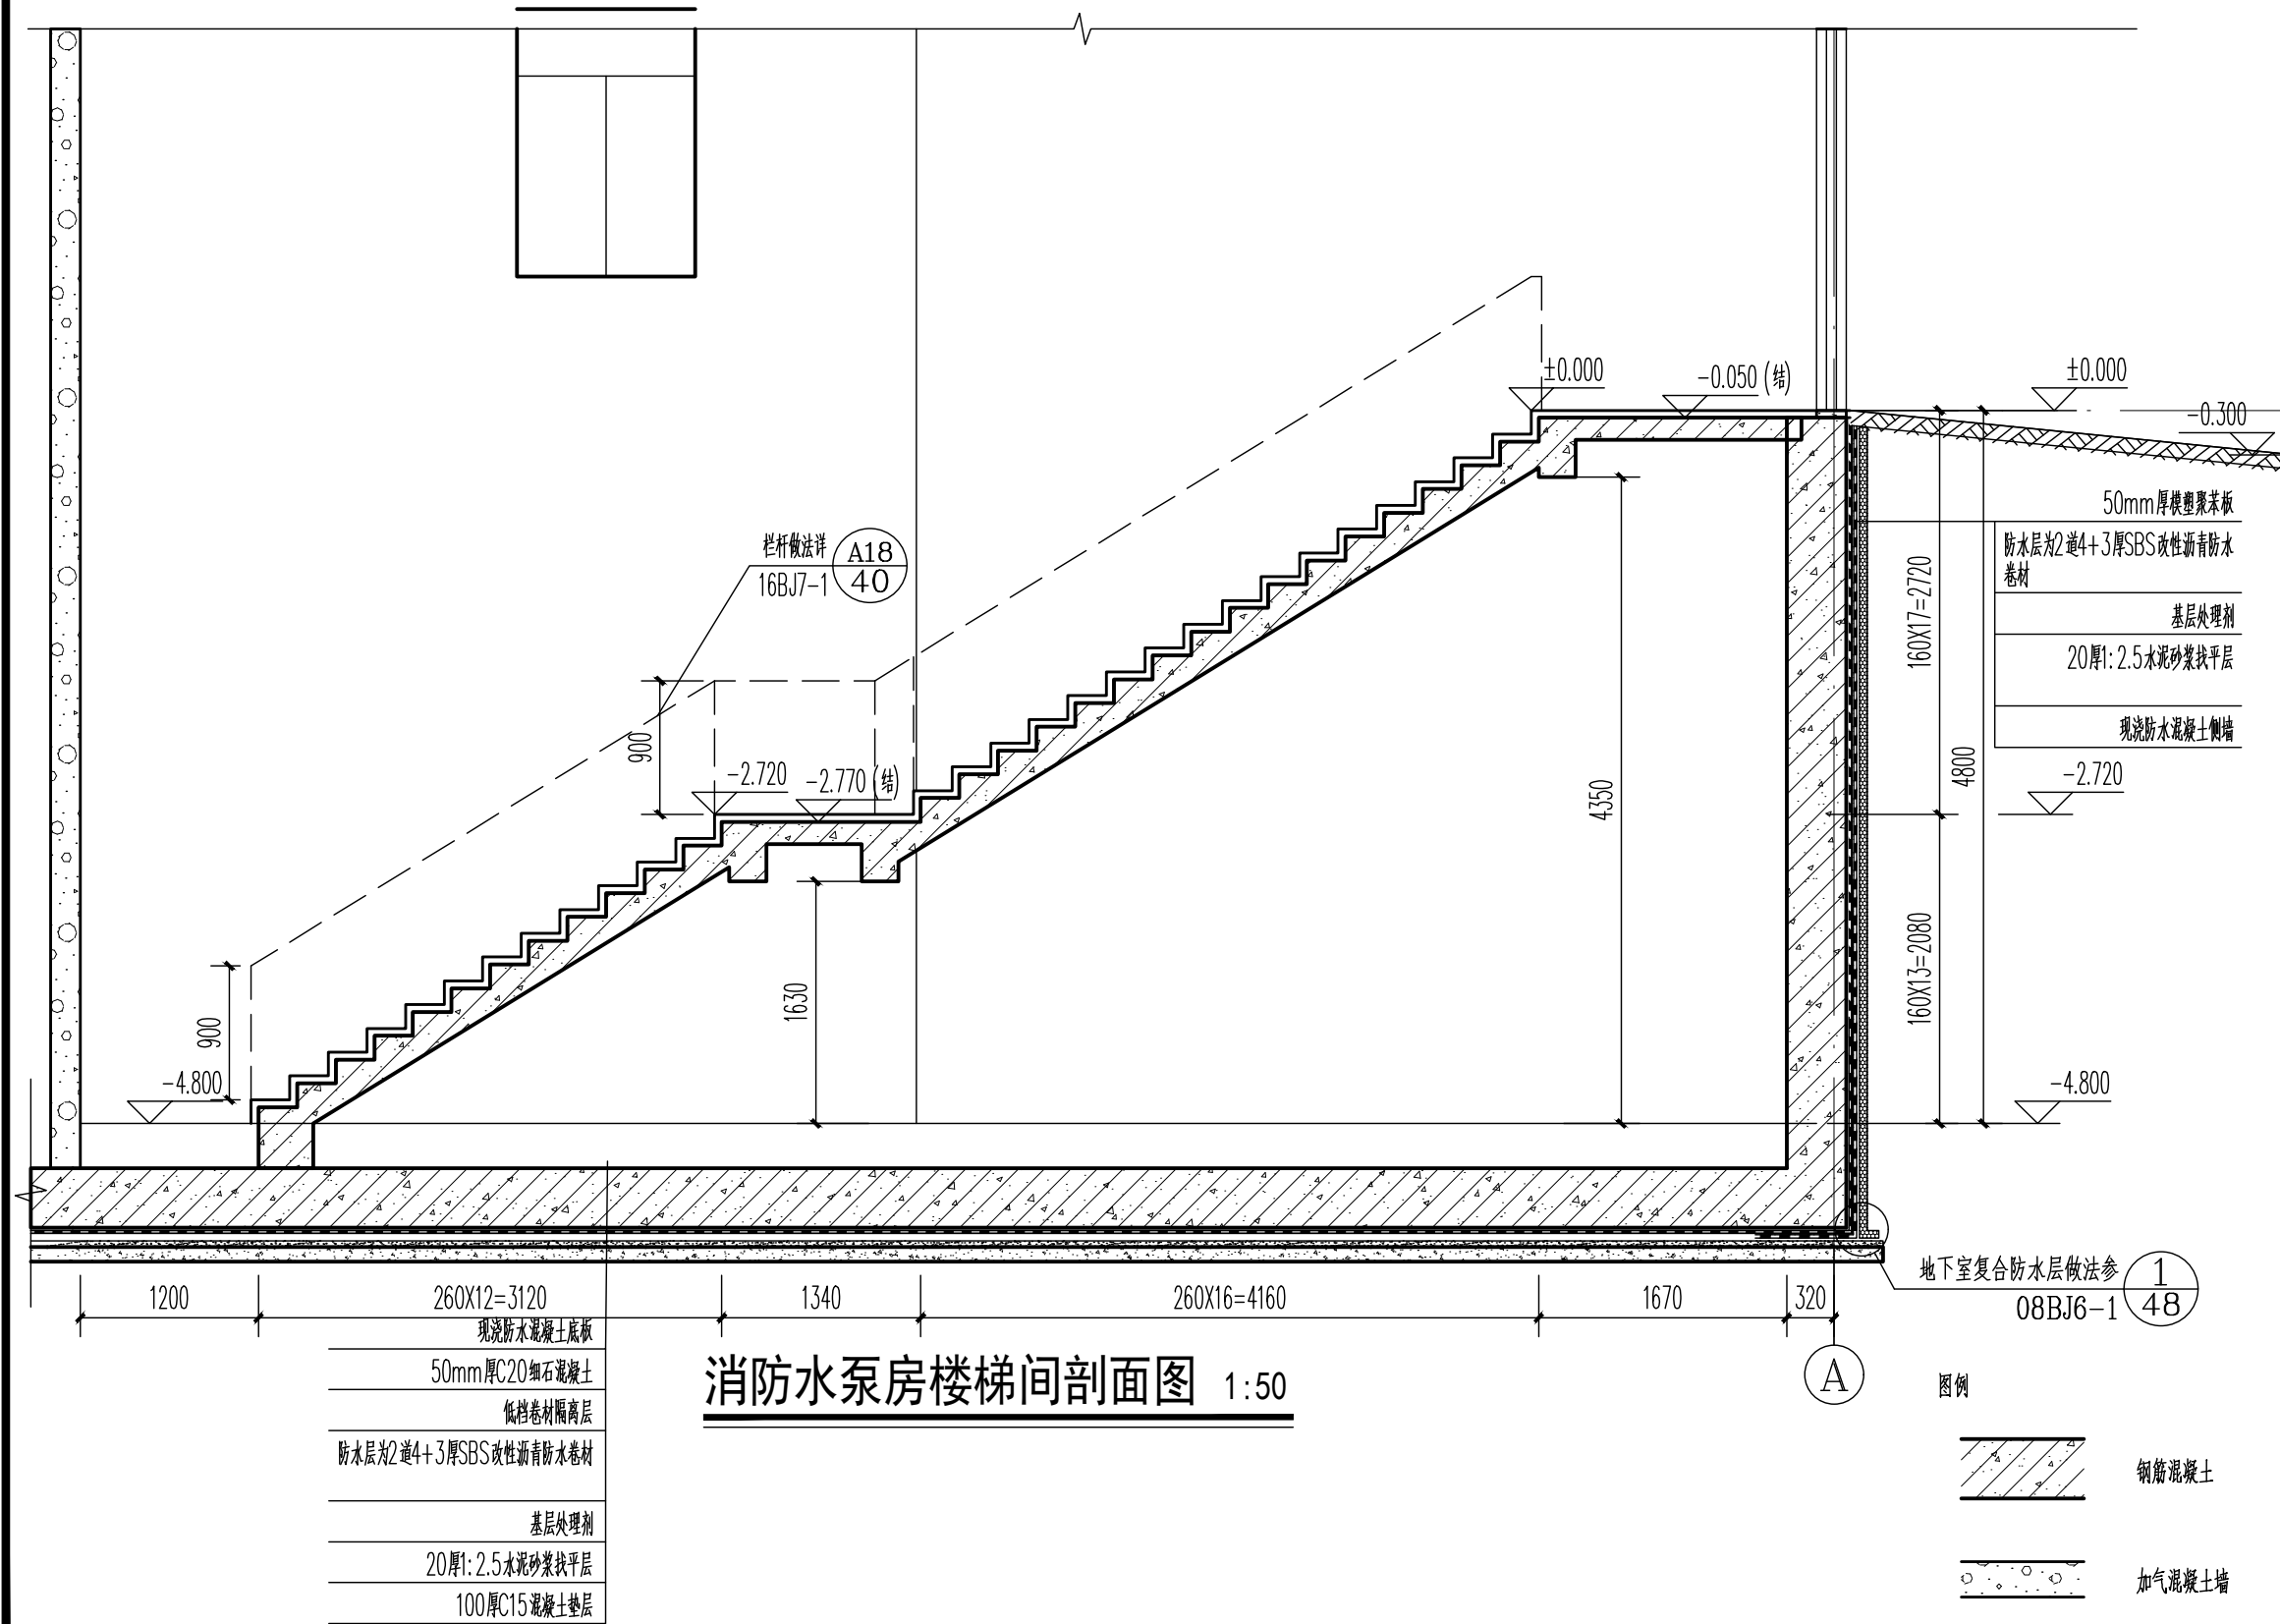 ±0.000
-0.050 (结)
±0.000
-0.300
50mm厚模塑聚苯板
防水层为2道4+3厚SBS改性沥青防水
卷材
基层处理剂
20厚1:2.5水泥砂浆找平层
现浇防水混凝土侧墙
栏杆做法详
16BJ7-1
A18
40
160X17=2720
4800
900
-2.720
-2.770 (结)
4350
-2.720
160X13=2080
1630
900
-4.800
-4.800
地下室复合防水层做法参
08BJ6-1
1
48
1200
260X12=3120
1340
260X16=4160
1670
320
A
现浇防水混凝土底板
50mm厚C20细石混凝土
低档卷材隔离层
防水层为2道4+3厚SBS改性沥青防水卷材
基层处理剂
20厚1:2.5水泥砂浆找平层
100厚C15混凝土垫层
消防水泵房楼梯间剖面图 1:50
图例
钢筋混凝土
加气混凝土墙